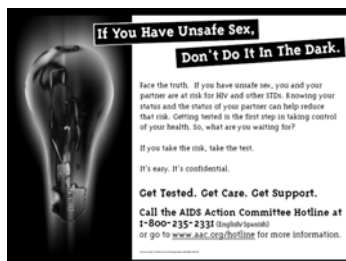 If You Have Unsafe Sex,
Don't Do It In The Dark.
Face the truth. If you have unsafe sex, you and your
partner are at risk for HIV and other STDs. Knowing your
status and the status of your partner can help reduce
that risk. Getting tested is the first step in taking control
of your health. So, what are you waiting for?
If you take the risk, take the test.
It's easy. It's confidential.
Get Tested. Get Care. Get Support.
Call the AIDS Action Committee Hotline at
1-800-235-2331 (English/Spanish)
or go to www.aac.org/hotline for more information.